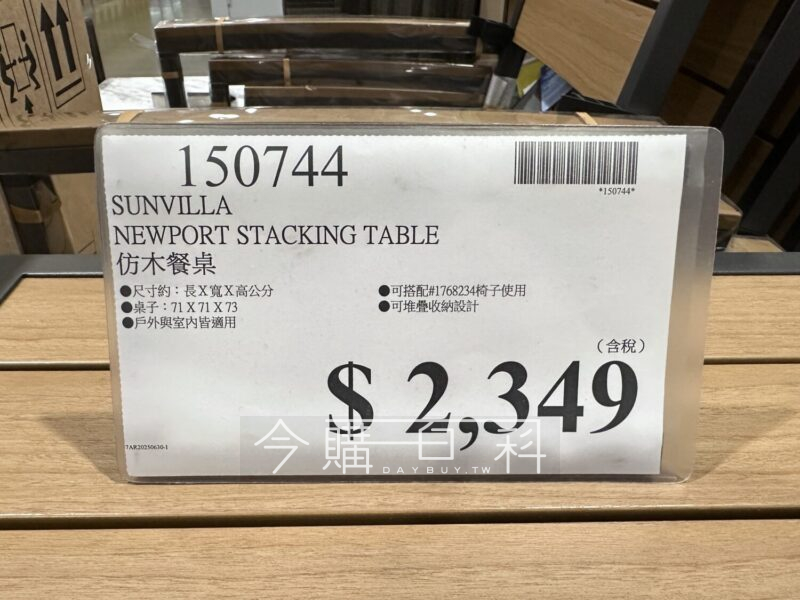 150744
*150744*
SUNVILLA
NEWPORT STACKING TABLE
仿木餐桌
●尺寸約：長X寬X高公分
●桌子：71 X 71 X 73
●戶外與室內皆適用
●可搭配#1768234椅子使用
●可堆疊收納設計
（含稅）
$ 2,349
7AR20250630-1
今購百科
DAYBUY.TW